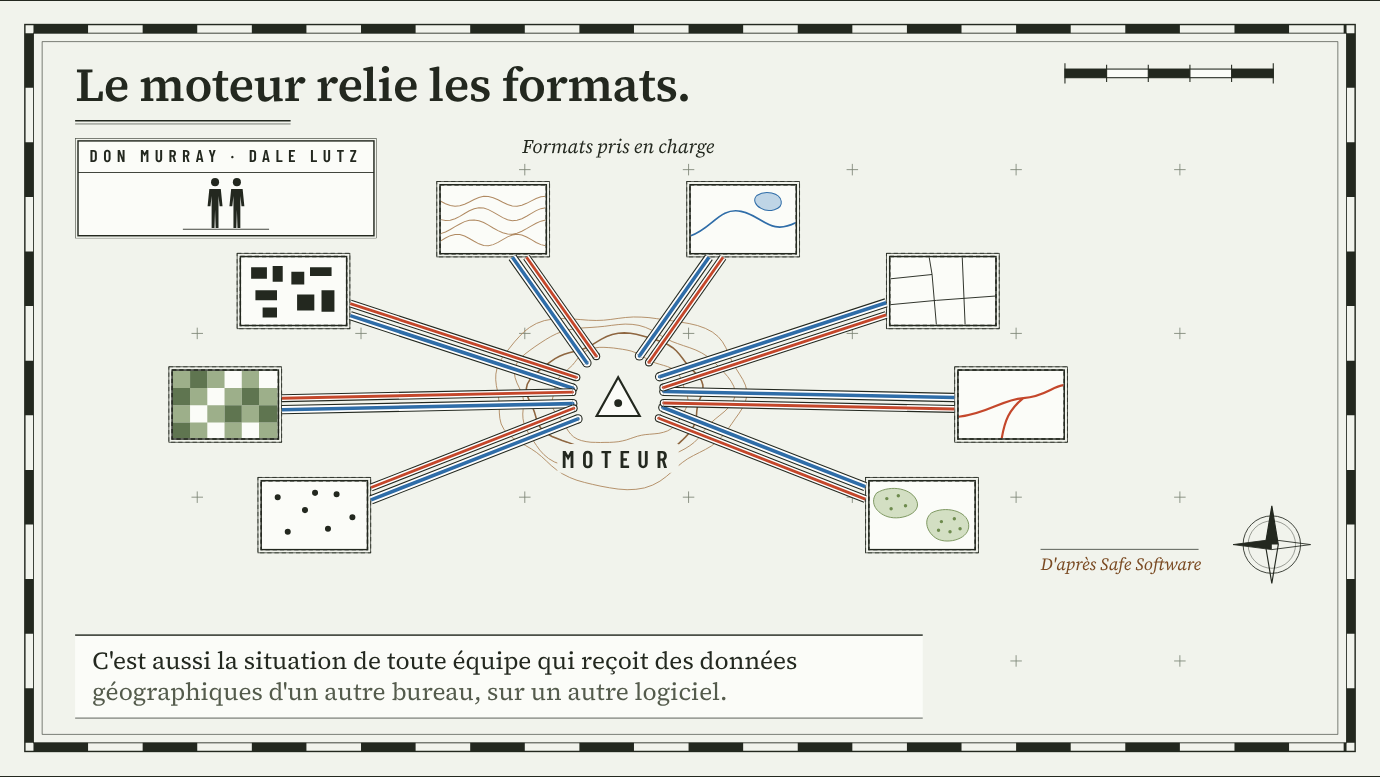 Le moteur relie les formats.
DON MURRAY · DALE LUTZ
Formats pris en charge
MOTEUR
D'après Safe Software
C'est aussi la situation de toute équipe qui reçoit des données
géographiques d'un autre bureau, sur un autre logiciel.